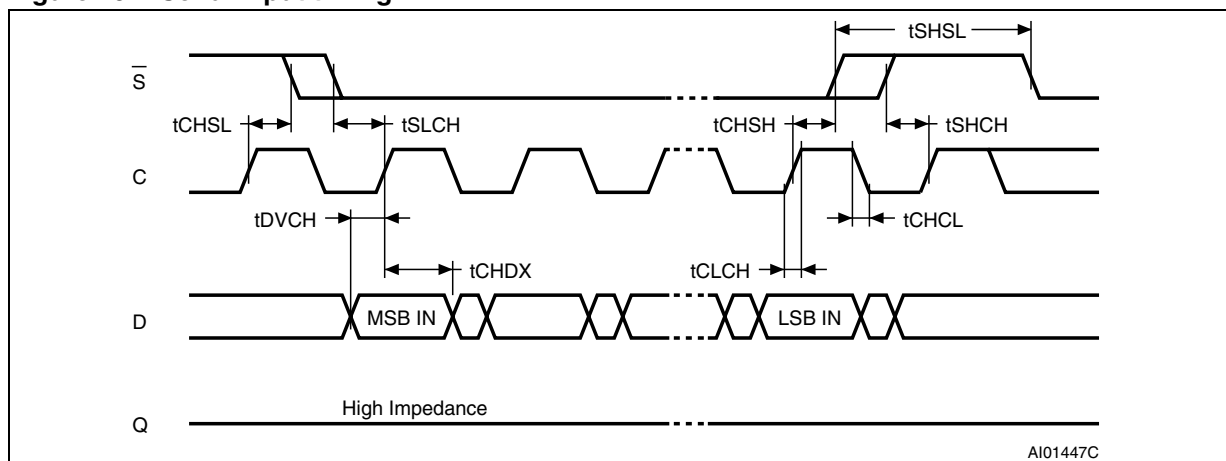 tSHSL
S
tCHSL
tSLCH
tCHSH
tSHCH
C
tDVCH
tCHCL
tCHDX
tCLCH
D
MSB IN
LSB IN
High Impedance
Q
AI01447C